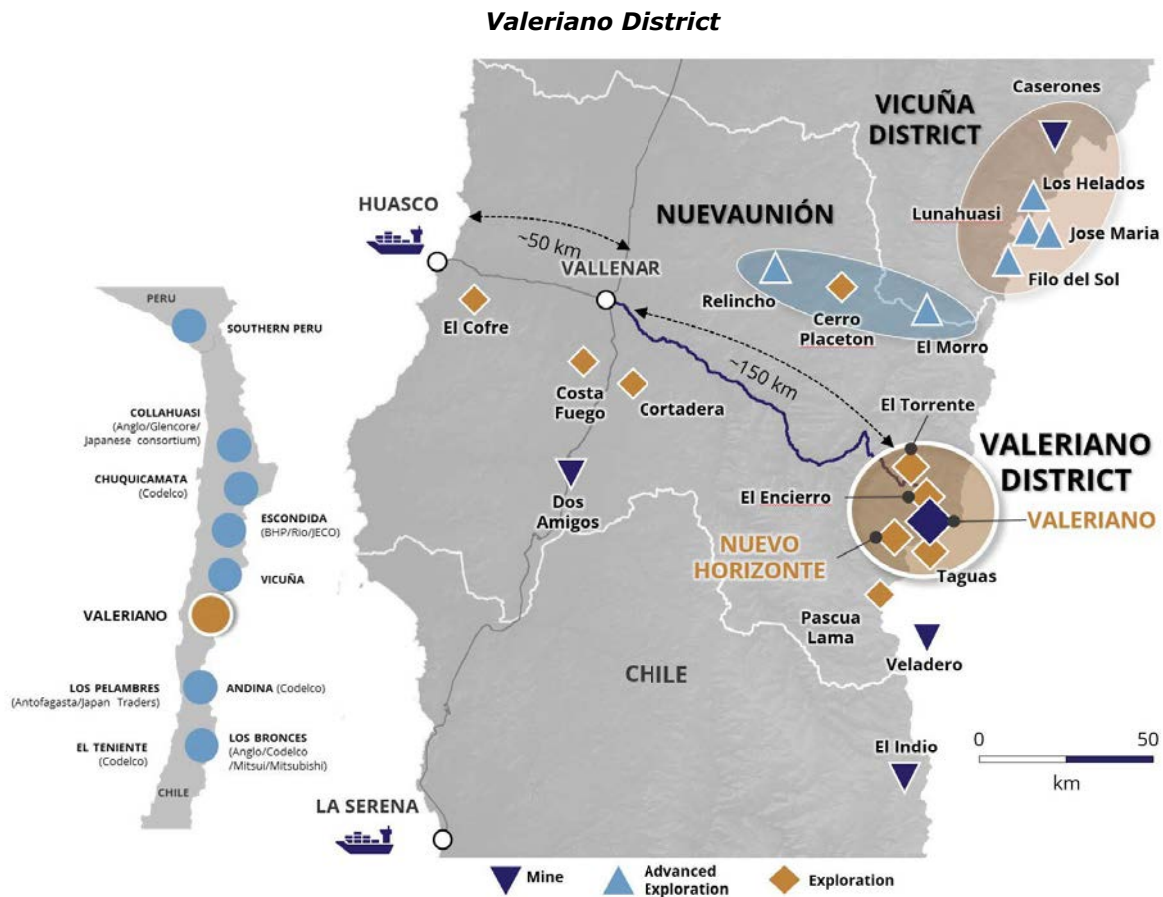 Valeriano District
Caserones
VICUÑA
DISTRICT
Los Helados
Lunahuasi
Jose Maria
Filo del Sol
HUASCO
~50 km
NUEVAUNIÓN
VALLENAR
Relincho
Cerro
Placeton
El Morro
El Cofre
~150 km
Costa
Fuego
Cortadera
El Torrente
VALERIANO
DISTRICT
El Encierro
VALERIANO
Dos
Amigos
NUEVO
HORIZONTE
Taguas
Pascua
Lama
Veladero
CHILE
El Indio
0 50
km
LA SERENA
PERU
SOUTHERN PERU
COLLAHUASI
(Anglo/Glencore/
Japanese consortium)
CHUQUICAMATA
(Codelco)
ESCONDIDA
(BHP/Rio/JECO)
VICUÑA
VALERIANO
LOS PELAMBRES
(Antofagasta/Japan Traders)
ANDINA (Codelco)
EL TENIENTE
(Codelco)
LOS BRONCES
(Anglo/Codelco
/Mitsui/Mitsubishi)
CHILE
Mine
Advanced
Exploration
Exploration